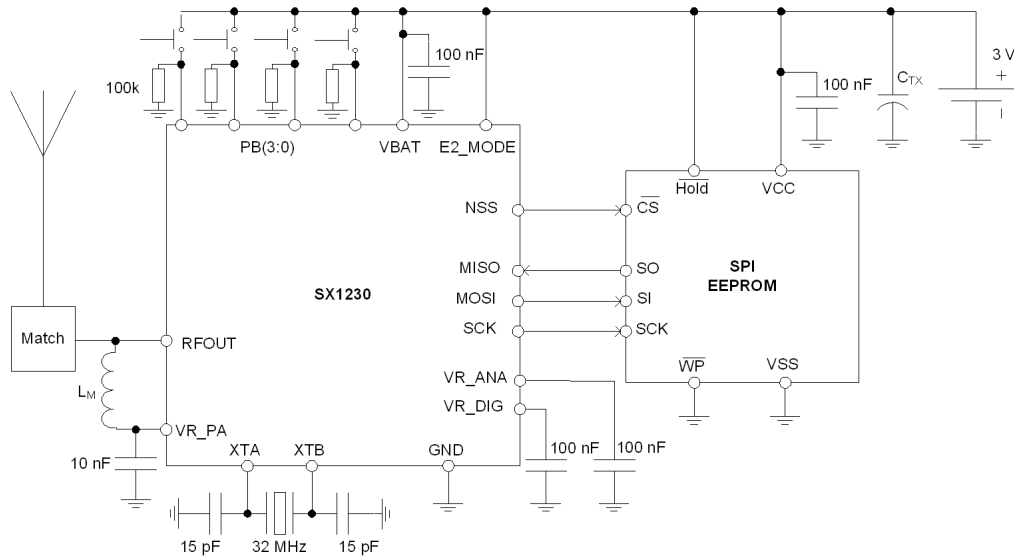 3 V
+
100 nF
100 nF
C_TX
100k
PB(3:0)
VBAT
E2_MODE
Hold
VCC
NSS
CS
MISO
SO
SX1230
SPI
EEPROM
MOSI
SI
SCK
SCK
Match
RFOUT
WP
VSS
VR_ANA
L_M
VR_DIG
VR_PA
XTA
XTB
GND
10 nF
100 nF
100 nF
15 pF
32 MHz
15 pF